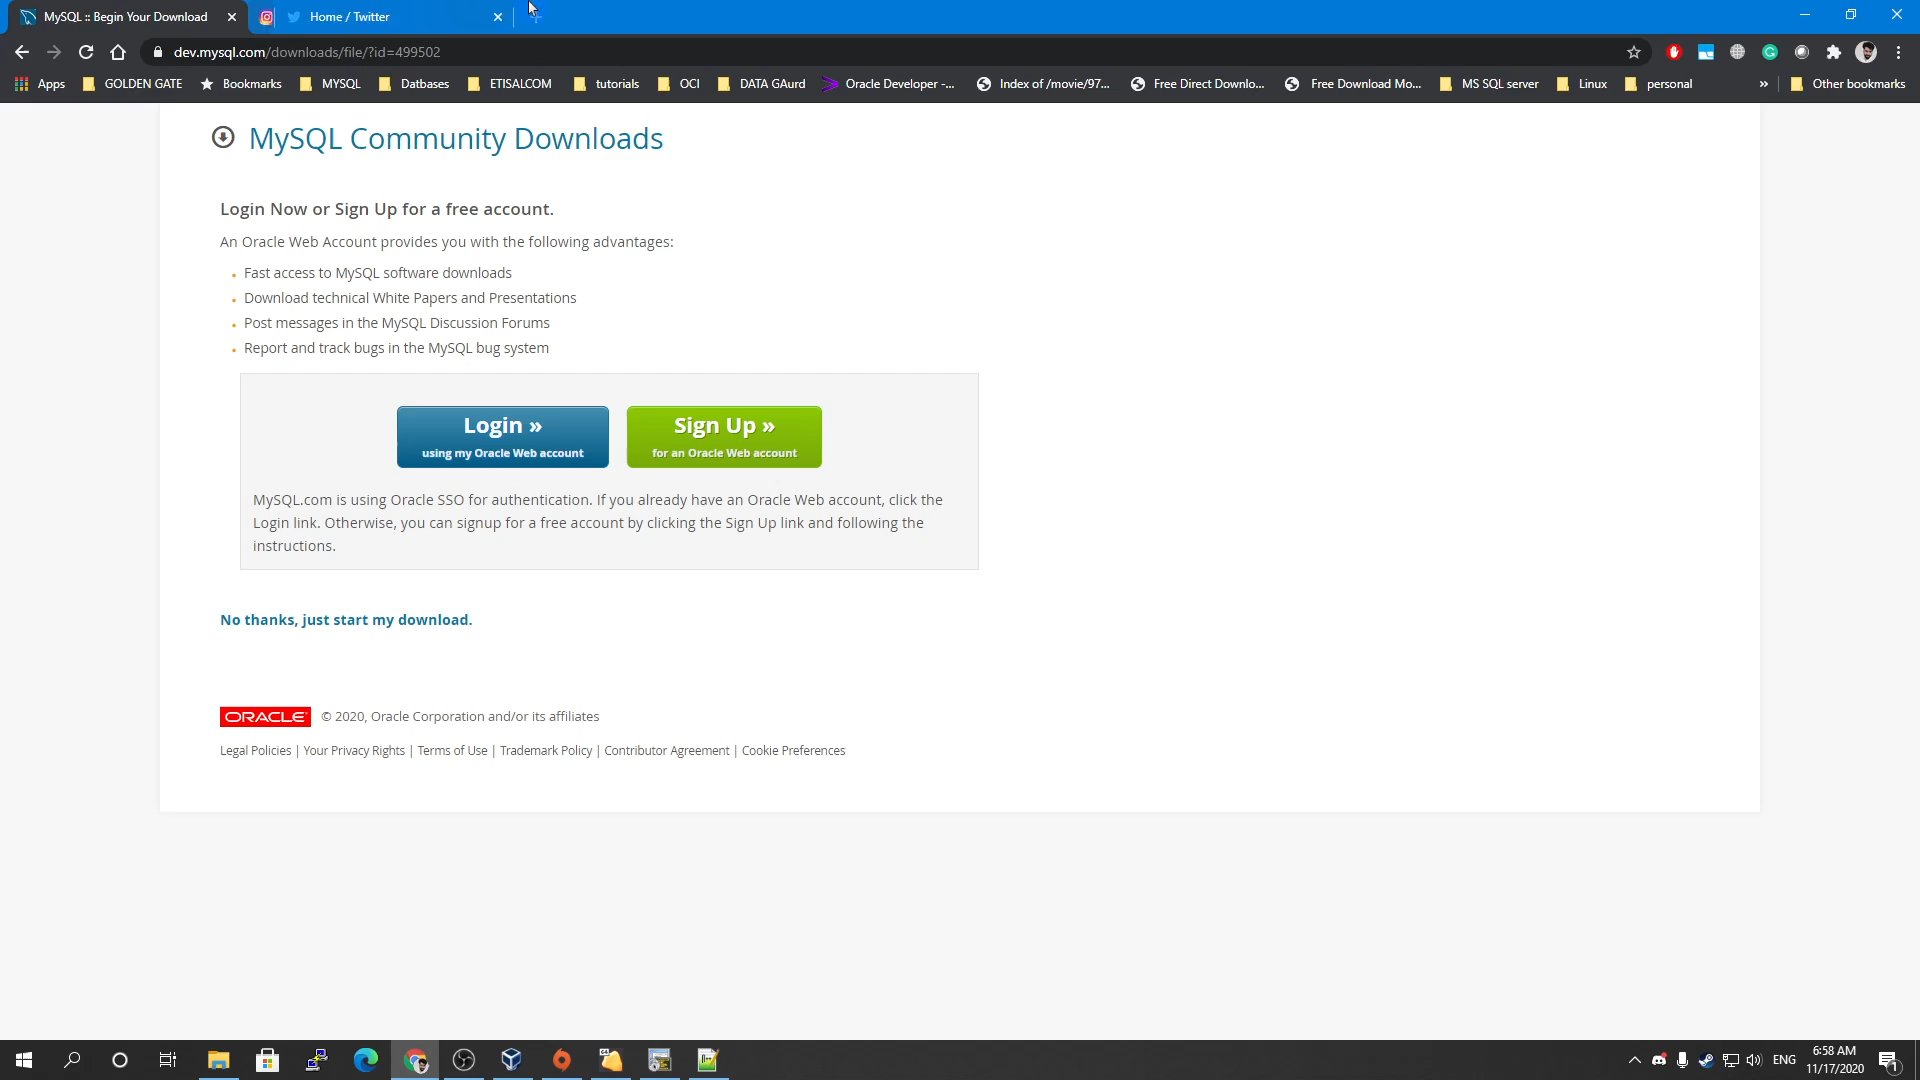 MySQL :: Begin Your Download
Home / Twitter
dev.mysql.com/downloads/file/?id=499502
Apps
GOLDEN GATE
Bookmarks
MYSQL
Datbases
ETISALCOM
tutorials
OCI
DATA GAurd
Oracle Developer -...
Index of /movie/97...
Free Direct Downlo...
Free Download Mo...
MS SQL server
Linux
personal
»
Other bookmarks
MySQL Community Downloads
Login Now or Sign Up for a free account.
An Oracle Web Account provides you with the following advantages:
Fast access to MySQL software downloads
Download technical White Papers and Presentations
Post messages in the MySQL Discussion Forums
Report and track bugs in the MySQL bug system
Login »
using my Oracle Web account
Sign Up »
for an Oracle Web account
MySQL.com is using Oracle SSO for authentication. If you already have an Oracle Web account, click the
Login link. Otherwise, you can signup for a free account by clicking the Sign Up link and following the
instructions.
No thanks, just start my download.
ORACLE
© 2020, Oracle Corporation and/or its affiliates
Legal Policies | Your Privacy Rights | Terms of Use | Trademark Policy | Contributor Agreement | Cookie Preferences
ENG
6:58 AM
11/17/2020
1